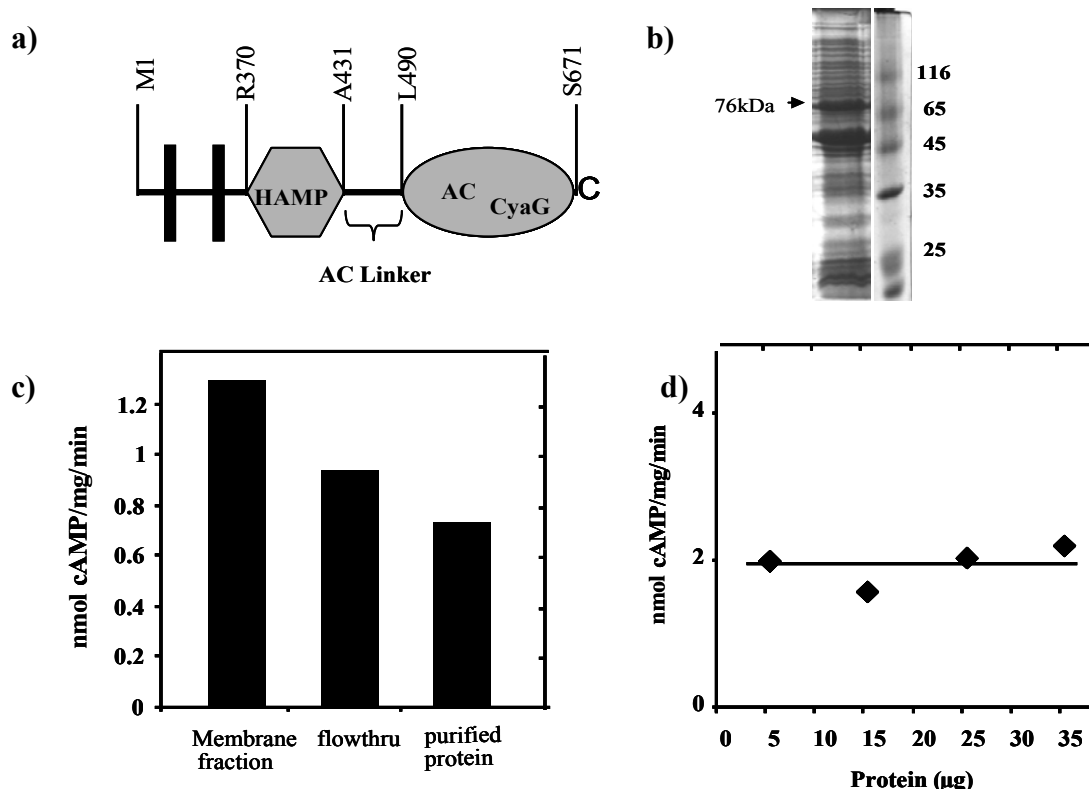 a)
M1
R370
A431
L490
S671
HAMP
AC
CyaG
C
AC Linker
b)
76kDa
116
65
45
35
25
c)
nmol cAMP/mg/min
1.2
1
0.8
0.6
0.4
0.2
0
Membrane
fraction
flowthru
purified
protein
d)
nmol cAMP/mg/min
4
2
0
0 5 10 15 20 25 30 35
Protein (µg)